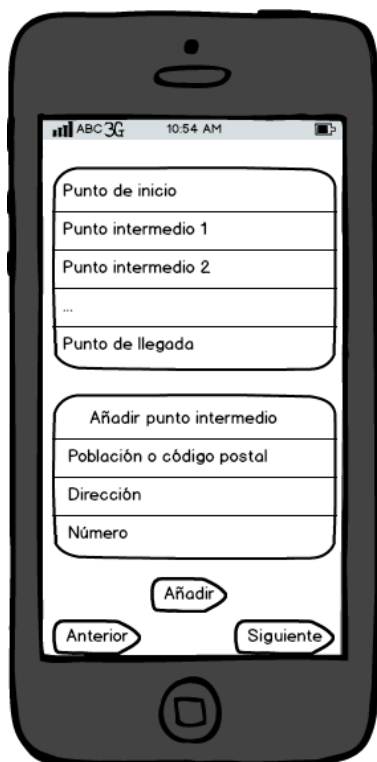 ABC 3G 10:54 AM
Punto de inicio
Punto intermedio 1
Punto intermedio 2
...
Punto de llegada
Añadir punto intermedio
Población o código postal
Dirección
Número
Añadir
Anterior Siguiente